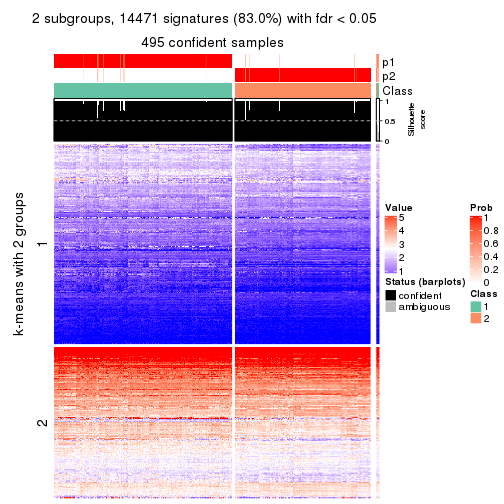 2 subgroups, 14471 signatures (83.0%) with fdr < 0.05
495 confident samples
p1
p2
Class
1
0.5
0
Silhouette
score
k-means with 2 groups
1
2
Value
5
4
3
2
1
Status (barplots)
confident
ambiguous
Prob
1
0.8
0.6
0.4
0.2
0
Class
1
2